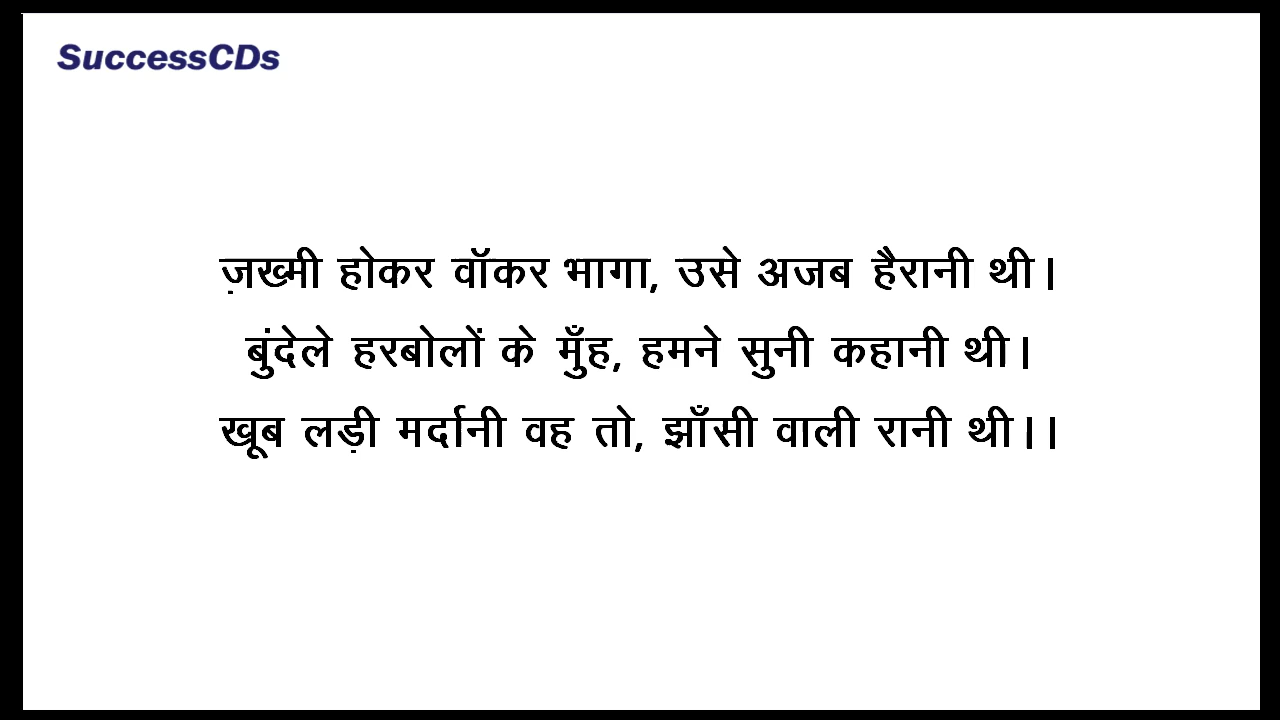 SuccessCDs
ज़ख्मी होकर वॉकर भागा, उसे अजब हैरानी थी।
बुंदेले हरबोलों के मुँह, हमने सुनी कहानी थी।
खूब लड़ी मर्दानी वह तो, झाँसी वाली रानी थी।।